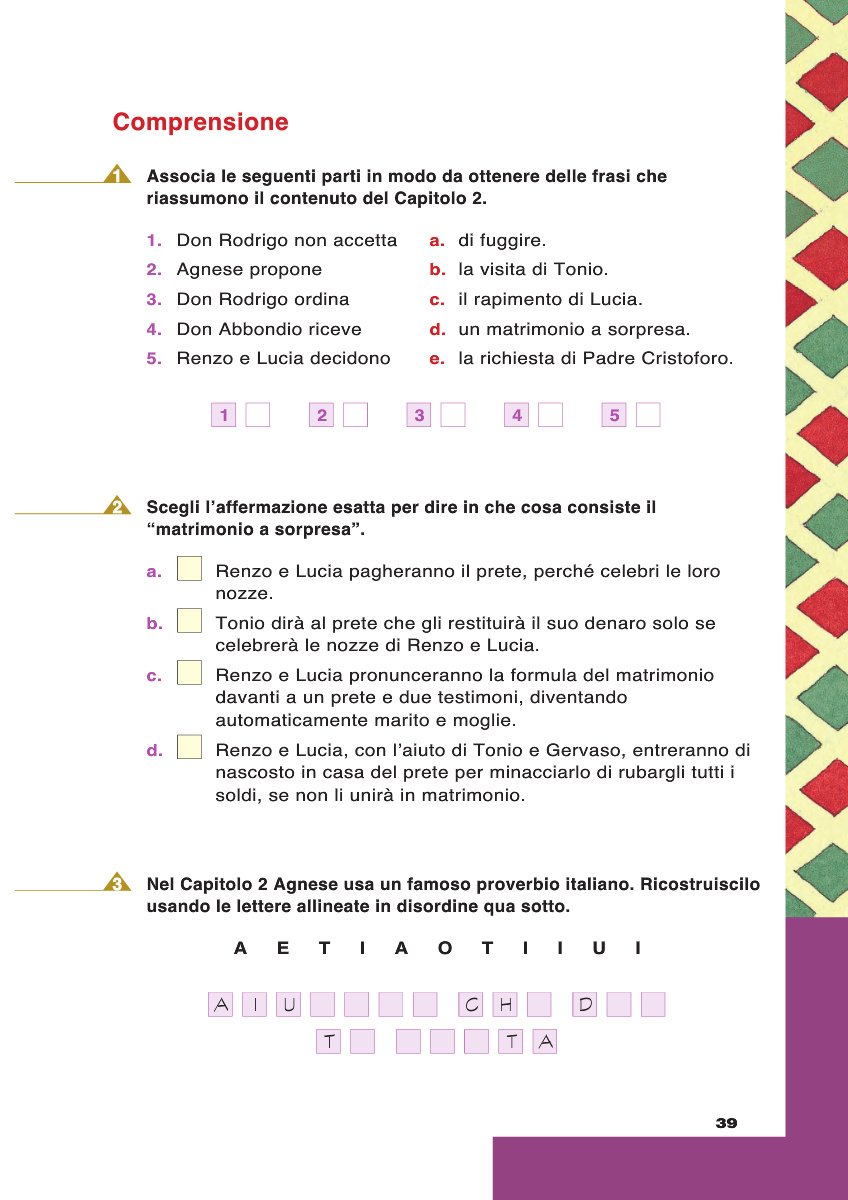 Comprensione
1 Associa le seguenti parti in modo da ottenere delle frasi che
riassumono il contenuto del Capitolo 2.
1. Don Rodrigo non accetta a. di fuggire.
2. Agnese propone b. la visita di Tonio.
3. Don Rodrigo ordina c. il rapimento di Lucia.
4. Don Abbondio riceve d. un matrimonio a sorpresa.
5. Renzo e Lucia decidono e. la richiesta di Padre Cristoforo.
1 2 3 4 5
2 Scegli l’affermazione esatta per dire in che cosa consiste il
“matrimonio a sorpresa”.
a. Renzo e Lucia pagheranno il prete, perché celebri le loro
nozze.
b. Tonio dirà al prete che gli restituirà il suo denaro solo se
celebrerà le nozze di Renzo e Lucia.
c. Renzo e Lucia pronunceranno la formula del matrimonio
davanti a un prete e due testimoni, diventando
automaticamente marito e moglie.
d. Renzo e Lucia, con l’aiuto di Tonio e Gervaso, entreranno di
nascosto in casa del prete per minacciarlo di rubargli tutti i
soldi, se non li unirà in matrimonio.
3 Nel Capitolo 2 Agnese usa un famoso proverbio italiano. Ricostruiscilo
usando le lettere allineate in disordine qua sotto.
A E T I A O T I I U I
A I U C H D
T T A
39